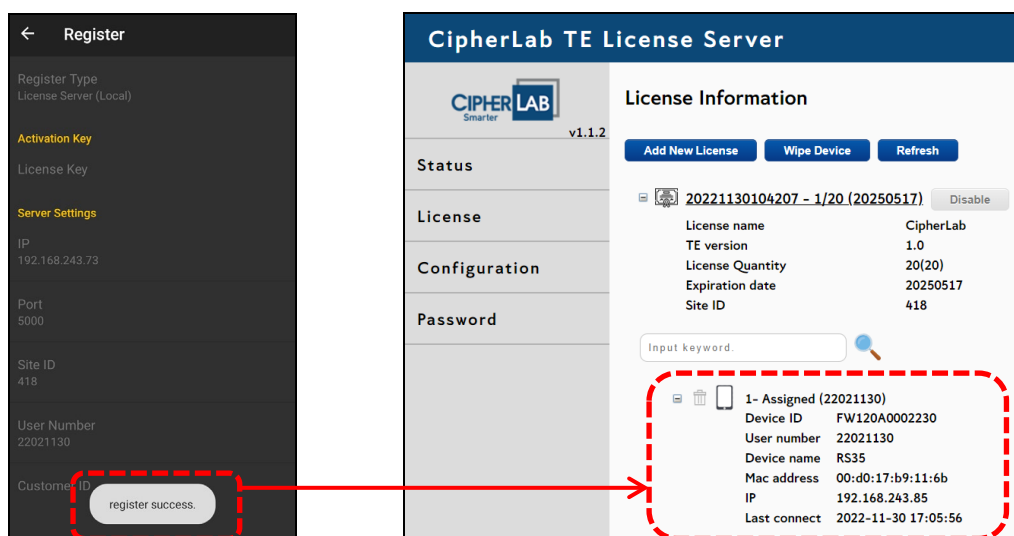 Register
Register Type
License Server (Local)
Activation Key
License Key
Server Settings
IP
192.168.243.73
Port
5000
Site ID
418
User Number
22021130
Customer ID
register success.
CipherLab TE License Server
CIPHERLAB
Smarter
v1.1.2
Status
License
Configuration
Password
License Information
Add New License Wipe Device Refresh
20221130104207 - 1/20 (20250517) Disable
License name CipherLab
TE version 1.0
License Quantity 20(20)
Expiration date 20250517
Site ID 418
Input keyword.
1- Assigned (22021130)
Device ID FW120A0002230
User number 22021130
Device name RS35
Mac address 00:d0:17:b9:11:6b
IP 192.168.243.85
Last connect 2022-11-30 17:05:56